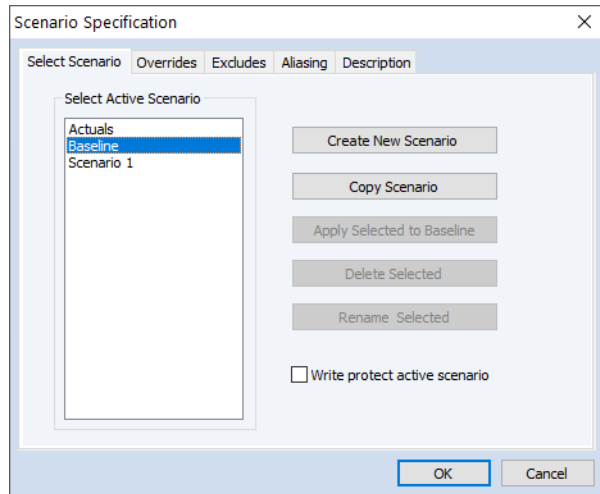 Scenario Specification
Select Scenario Overrides Excludes Aliasing Description
Select Active Scenario
Actuals
Baseline
Scenario 1
Create New Scenario
Copy Scenario
Apply Selected to Baseline
Delete Selected
Rename Selected
Write protect active scenario
OK Cancel